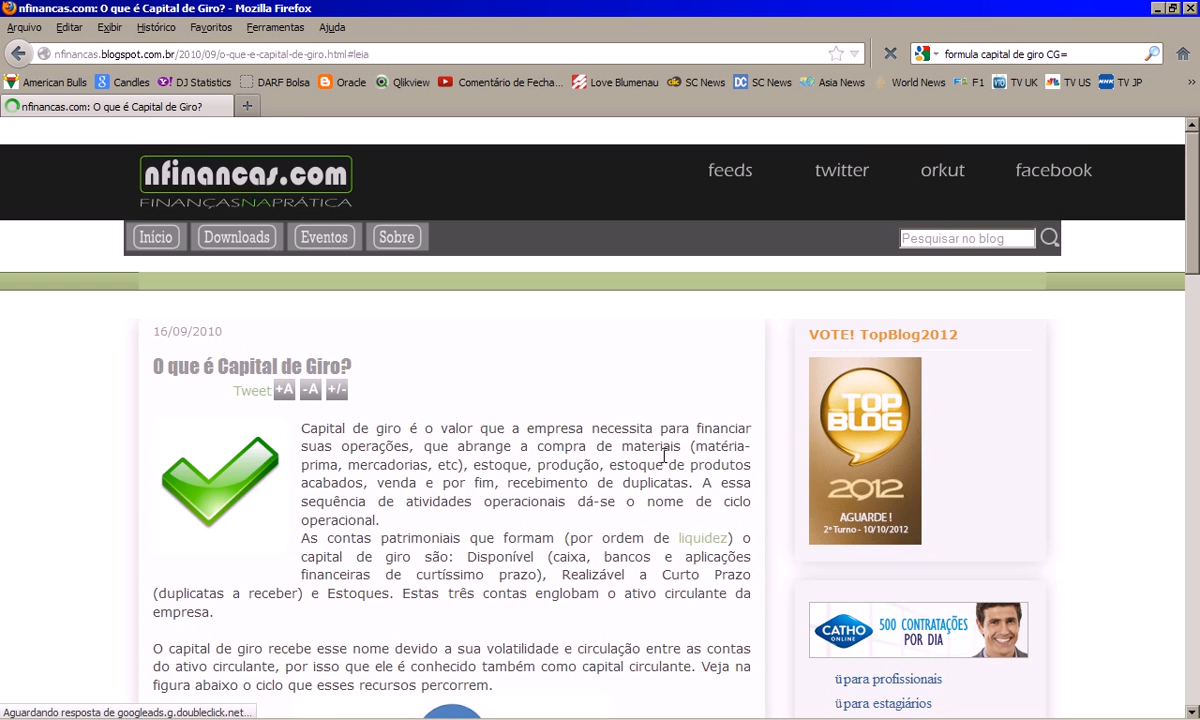 nfinancas.com: O que é Capital de Giro? - Mozilla Firefox
Arquivo Editar Exibir Histórico Favoritos Ferramentas Ajuda
nfinancas.blogspot.com.br/2010/09/o-que-e-capital-de-giro.html#leia
formula capital de giro CG=
American Bulls Candles DJ Statistics DARF Bolsa Oracle Qlikview Comentário de Fecha... Love Blumenau SC News SC News Asia News World News F1 TV UK TV US TV JP
nfinancas.com: O que é Capital de Giro?
nfinancas.com
FINANÇASNAPRÁTICA
feeds twitter orkut facebook
Início Downloads Eventos Sobre
Pesquisar no blog
16/09/2010
O que é Capital de Giro?
Tweet +A -A +/-
Capital de giro é o valor que a empresa necessita para financiar
suas operações, que abrange a compra de materiais (matéria-
prima, mercadorias, etc), estoque, produção, estoque de produtos
acabados, venda e por fim, recebimento de duplicatas. A essa
sequência de atividades operacionais dá-se o nome de ciclo
operacional.
As contas patrimoniais que formam (por ordem de liquidez) o
capital de giro são: Disponível (caixa, bancos e aplicações
financeiras de curtíssimo prazo), Realizável a Curto Prazo
(duplicatas a receber) e Estoques. Estas três contas englobam o ativo circulante da
empresa.
O capital de giro recebe esse nome devido a sua volatilidade e circulação entre as contas
do ativo circulante, por isso que ele é conhecido também como capital circulante. Veja na
figura abaixo o ciclo que esses recursos percorrem.
VOTE! TopBlog2012
TOP
BLOG
2012
AGUARDE !
2º Turno - 10/10/2012
CATHO
ONLINE
500 CONTRATAÇÕES
POR DIA
ü para profissionais
ü para estagiários
Aguardando resposta de googleads.g.doubleclick.net...